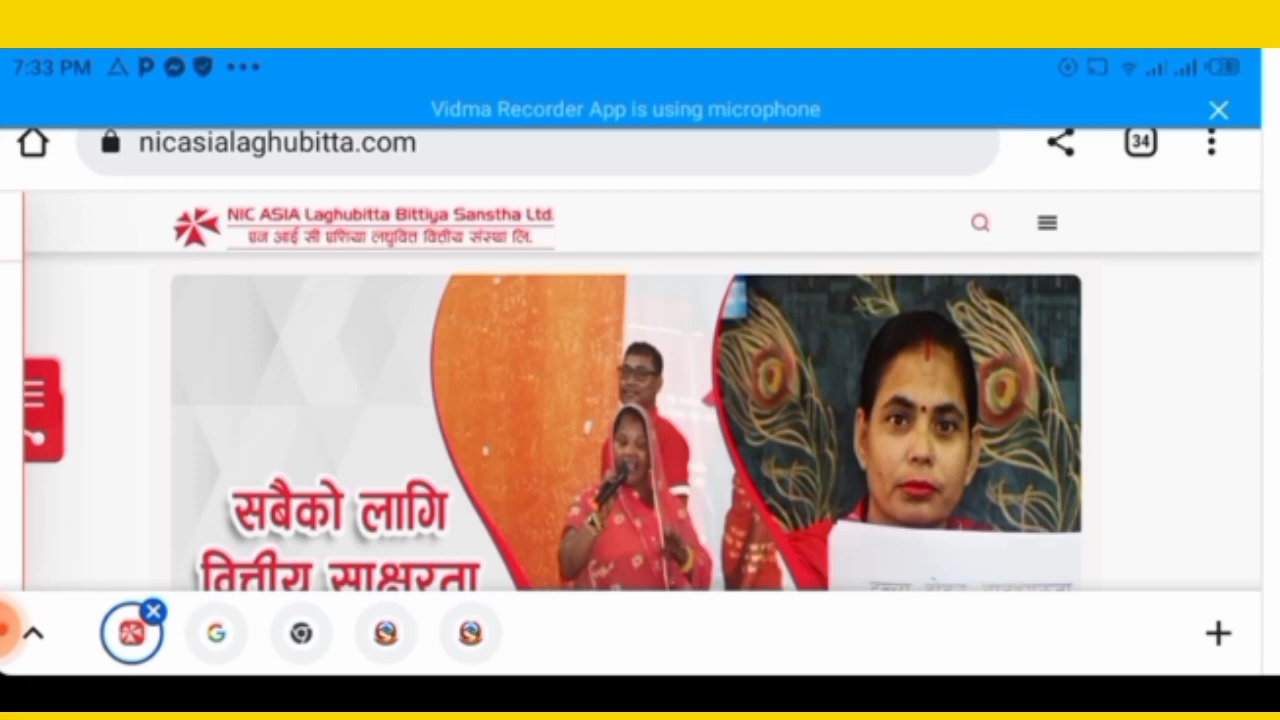 7:33 PM
Vidma Recorder App is using microphone
nicasialaghubitta.com
34
NIC ASIA Laghubitta Bittiya Sanstha Ltd.
एन आई सी एशिया लघुवित्त वित्तीय संस्था लि.
सबैको लागि
वित्तीय साक्षरता